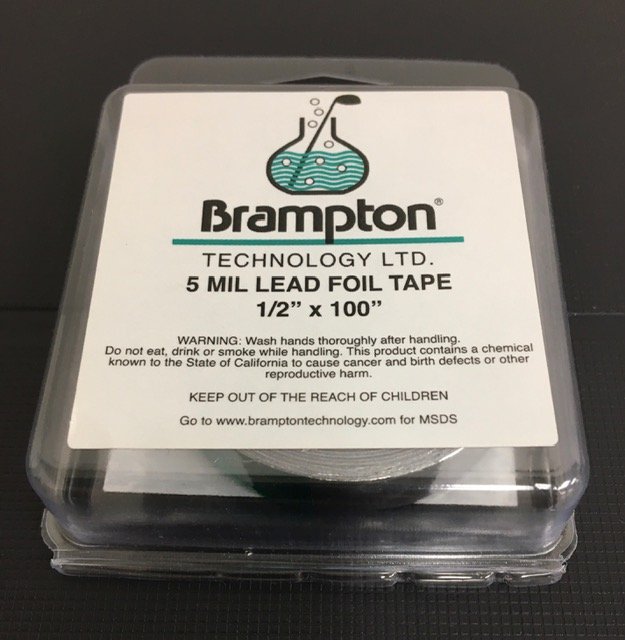 Brampton®
TECHNOLOGY LTD.
5 MIL LEAD FOIL TAPE
1/2” x 100”
WARNING: Wash hands thoroughly after handling.
Do not eat, drink or smoke while handling. This product contains a chemical
known to the State of California to cause cancer and birth defects or other
reproductive harm.
KEEP OUT OF THE REACH OF CHILDREN
Go to www.bramptontechnology.com for MSDS